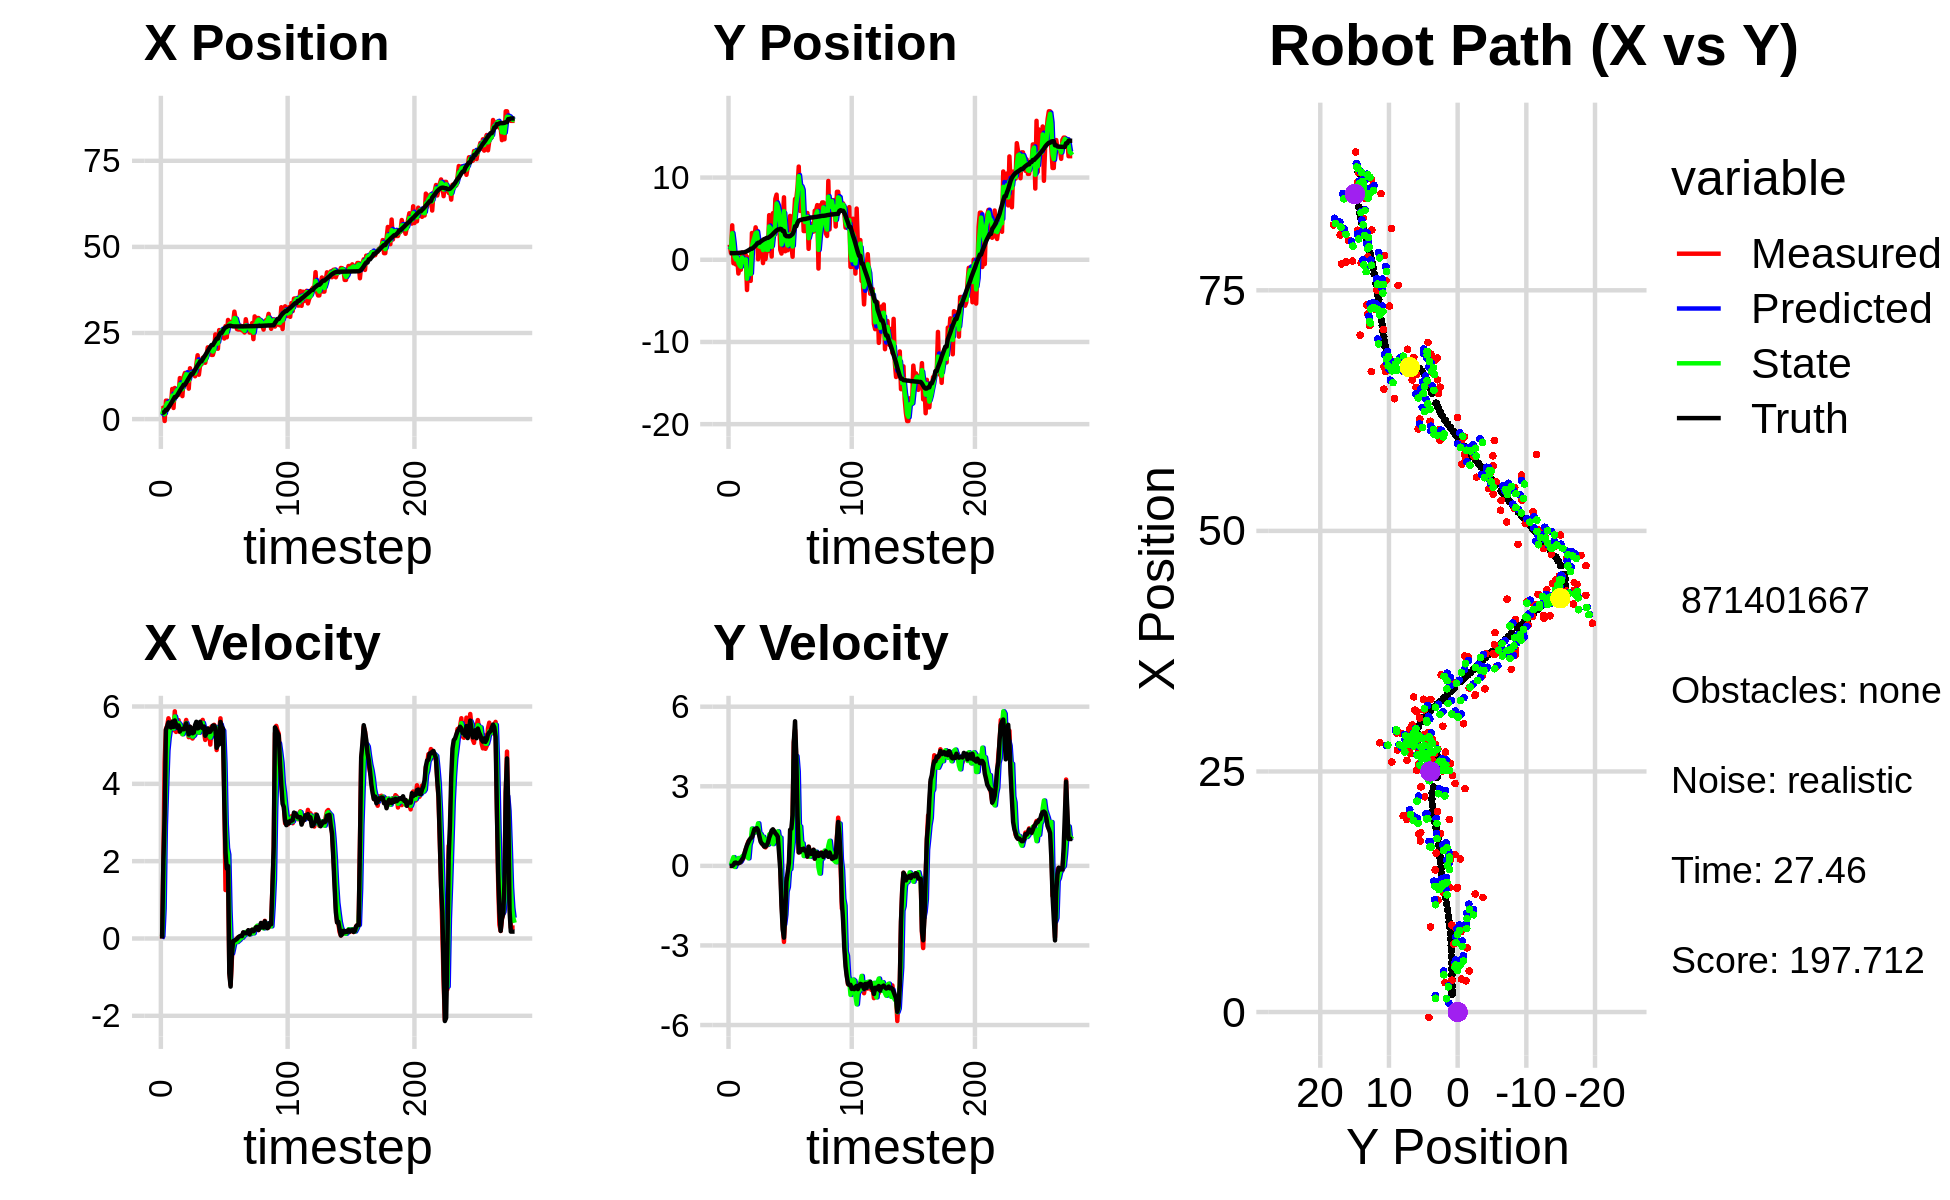 X Position
75
50
25
0
0
100
200
timestep
Y Position
10
0
-10
-20
0
100
200
timestep
X Velocity
6
4
2
0
-2
0
100
200
timestep
Y Velocity
6
3
0
-3
-6
0
100
200
timestep
Robot Path (X vs Y)
X Position
75
50
25
0
20 10 0 -10 -20
Y Position
variable
Measured
Predicted
State
Truth
871401667
Obstacles: none
Noise: realistic
Time: 27.46
Score: 197.712